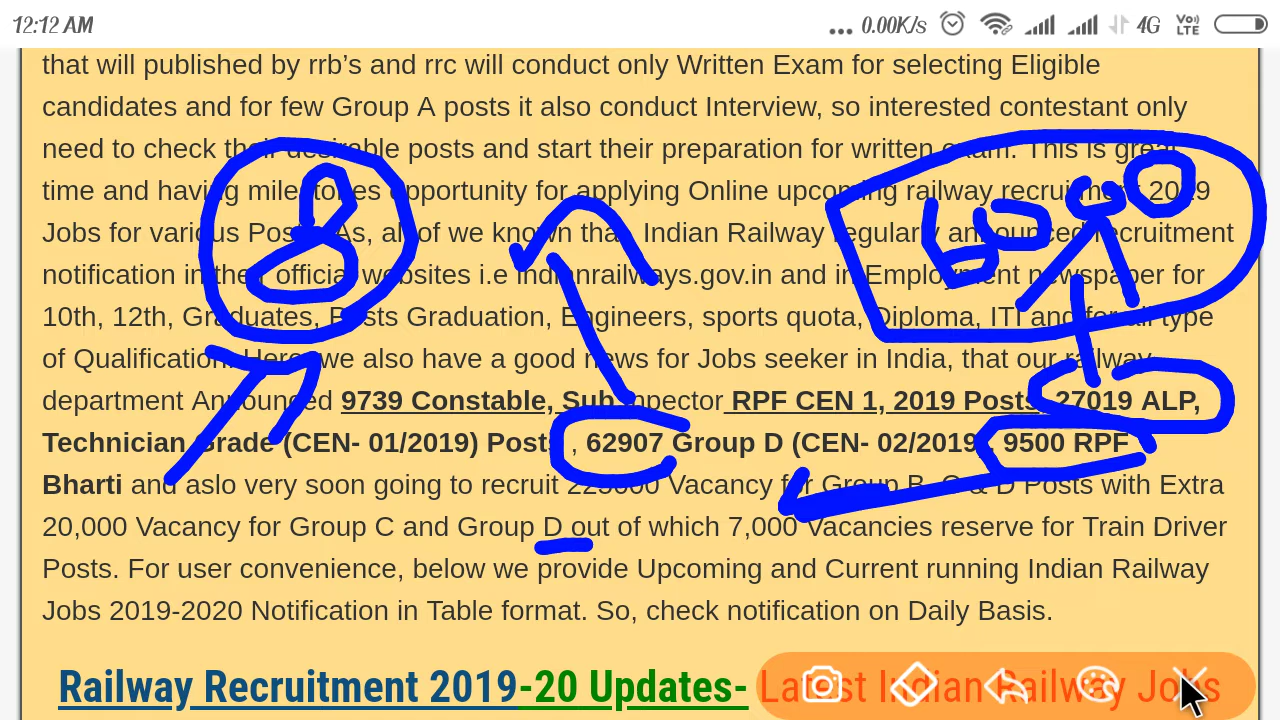 12:12 AM ... 0.00K/s 4G Vo) LTE
that will published by rrb's and rrc will conduct only Written Exam for selecting Eligible
candidates and for few Group A posts it also conduct Interview, so interested contestant only
need to check their desirable posts and start their preparation for written exam. This is great
time and having milestones opportunity for applying Online upcoming railway recruitment 2019
Jobs for various Posts. As, all of we known that Indian Railway regularly announced recruitment
notification in their official websites i.e indianrailways.gov.in and in Employment newspaper for
10th, 12th, Graduates, Posts Graduation, Engineers, sports quota, Diploma, ITI and for all type
of Qualification. Here, we also have a good news for Jobs seeker in India, that our railway
department Announced 9739 Constable, Sub Inpector RPF CEN 1, 2019 Posts, 27019 ALP,
Technician Grade (CEN- 01/2019) Posts , 62907 Group D (CEN- 02/2019) 9500 RPF
Bharti and aslo very soon going to recruit 225000 Vacancy for Group B, C & D Posts with Extra
20,000 Vacancy for Group C and Group D out of which 7,000 Vacancies reserve for Train Driver
Posts. For user convenience, below we provide Upcoming and Current running Indian Railway
Jobs 2019-2020 Notification in Table format. So, check notification on Daily Basis.
Railway Recruitment 2019-20 Updates- Latest Indian Railway Jobs